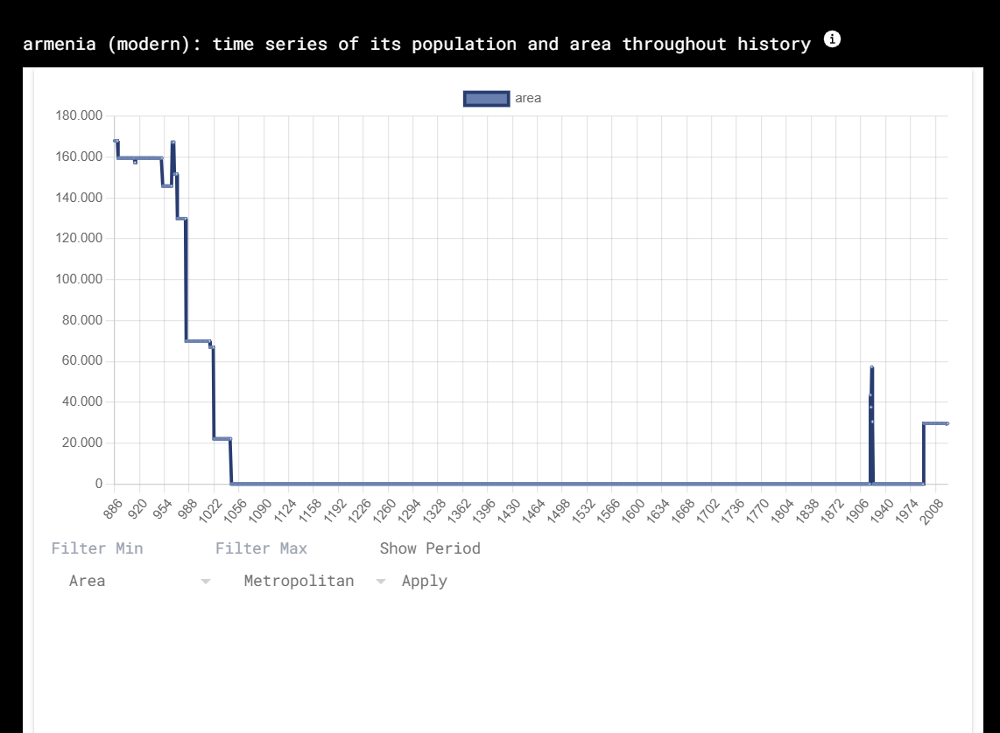 armenia (modern): time series of its population and area throughout history i
area
180.000
160.000
140.000
120.000
100.000
80.000
60.000
40.000
20.000
0
886 920 954 988 1022 1056 1090 1124 1158 1192 1226 1260 1294 1328 1362 1396 1430 1464 1498 1532 1566 1600 1634 1668 1702 1736 1770 1804 1838 1872 1906 1940 1974 2008
Filter Min Filter Max Show Period
Area Metropolitan Apply